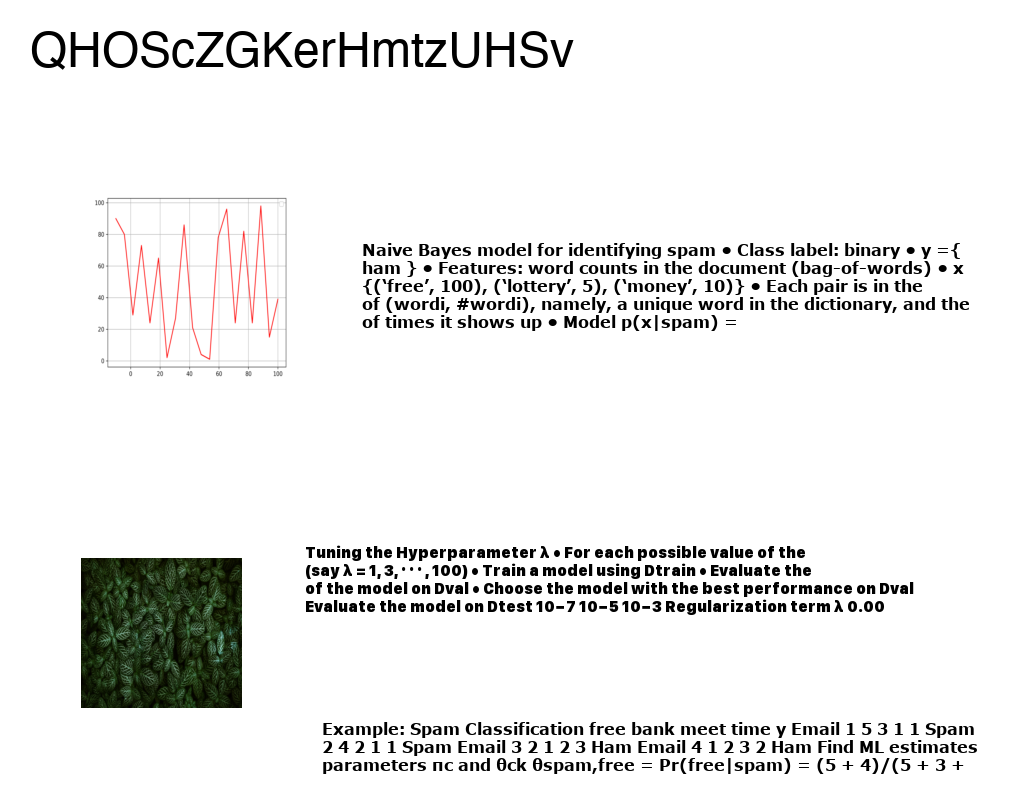 QHOScZGKerHmtzUHSv
100
80
60
40
20
0
0 20 40 60 80 100
Naive Bayes model for identifying spam • Class label: binary • y ={
ham } • Features: word counts in the document (bag-of-words) • x
{(‘free’, 100), (‘lottery’, 5), (‘money’, 10)} • Each pair is in the
of (wordi, #wordi), namely, a unique word in the dictionary, and the
of times it shows up • Model p(x|spam) =
Tuning the Hyperparameter λ • For each possible value of the
(say λ = 1, 3, · · · , 100) • Train a model using Dtrain • Evaluate the
of the model on Dval • Choose the model with the best performance on Dval
Evaluate the model on Dtest 10−7 10−5 10−3 Regularization term λ 0.00
Example: Spam Classification free bank meet time y Email 1 5 3 1 1 Spam
2 4 2 1 1 Spam Email 3 2 1 2 3 Ham Email 4 1 2 3 2 Ham Find ML estimates
parameters πc and θck θspam,free = Pr(free|spam) = (5 + 4)/(5 + 3 +